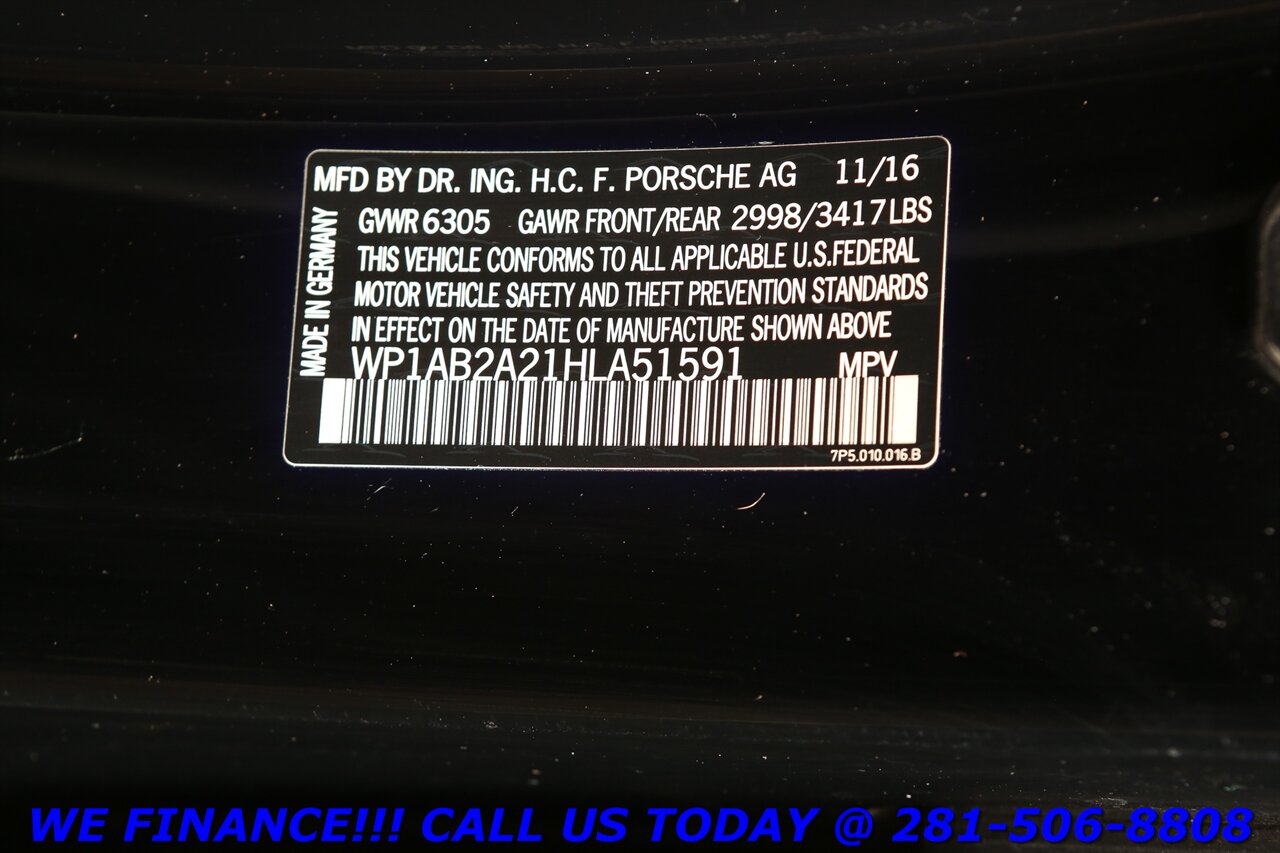 MFD BY DR. ING. H.C. F. PORSCHE AG 11/16
GVWR 6305 GAWR FRONT/REAR 2998/3417 LBS
THIS VEHICLE CONFORMS TO ALL APPLICABLE U.S.FEDERAL
MOTOR VEHICLE SAFETY AND THEFT PREVENTION STANDARDS
IN EFFECT ON THE DATE OF MANUFACTURE SHOWN ABOVE
WP1AB2A21HLA51591 MPV
MADE IN GERMANY
7P5.010.016.B
WE FINANCE!!! CALL US TODAY @ 281-506-8808